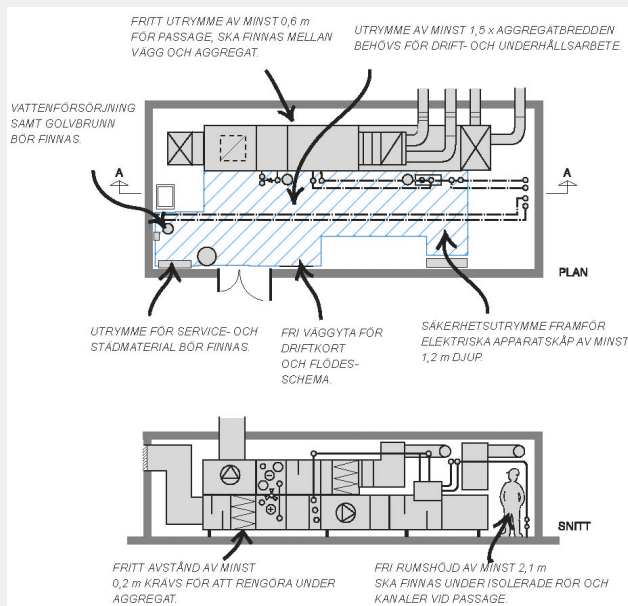 FRITT UTRYMME AV MINST 0,6 m
FÖR PASSAGE, SKA FINNAS MELLAN
VÄGG OCH AGGREGAT.
UTRYMME AV MINST 1,5 x AGGREGATBREDDEN
BEHÖVS FÖR DRIFT- OCH UNDERHÅLLSARBETE.
VATTENFÖRSÖRJNING
SAMT GOLVBRUNN
BÖR FINNAS.
A
A
PLAN
UTRYMME FÖR SERVICE- OCH
STÄDMATERIAL BÖR FINNAS.
FRI VÄGGYTA FÖR
DRIFTKORT
OCH FLÖDES-
SCHEMA.
SÄKERHETSUTRYMME FRAMFÖR
ELEKTRISKA APPARATSKÅP AV MINST
1,2 m DJUP.
SNITT
FRITT AVSTÅND AV MINST
0,2 m KRÄVS FÖR ATT RENGÖRA UNDER
AGGREGAT.
FRI RUMSHÖJD AV MINST 2,1 m
SKA FINNAS UNDER ISOLERADE RÖR OCH
KANALER VID PASSAGE.